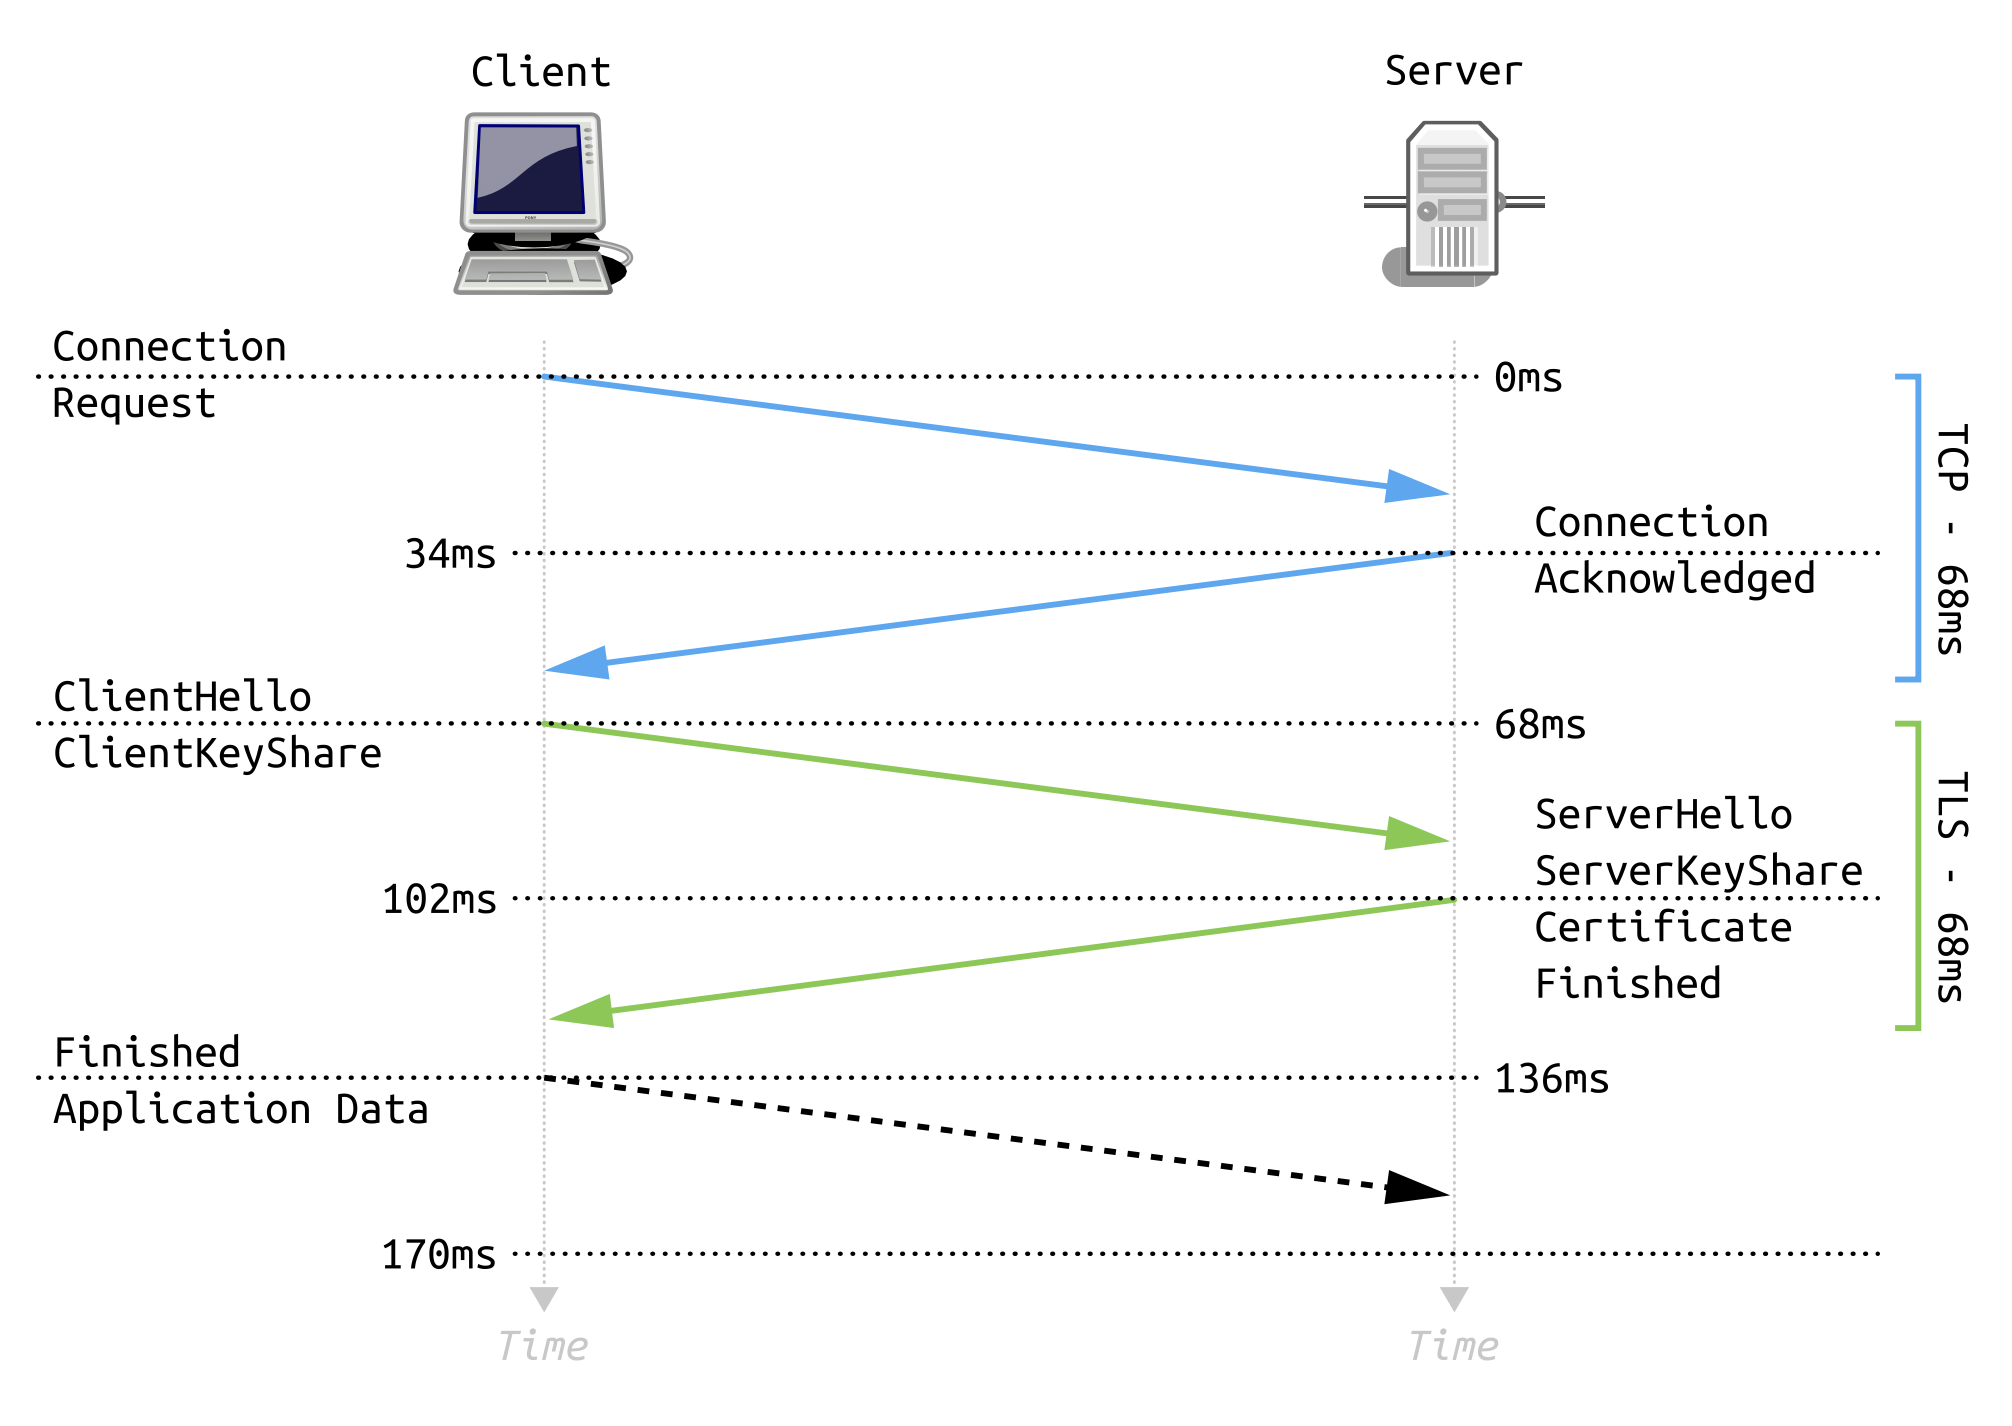 Client
Server
Connection
Request
0ms
TCP - 68ms
34ms
Connection
Acknowledged
ClientHello
ClientKeyShare
68ms
TLS - 68ms
102ms
ServerHello
ServerKeyShare
Certificate
Finished
Finished
Application Data
136ms
170ms
Time
Time